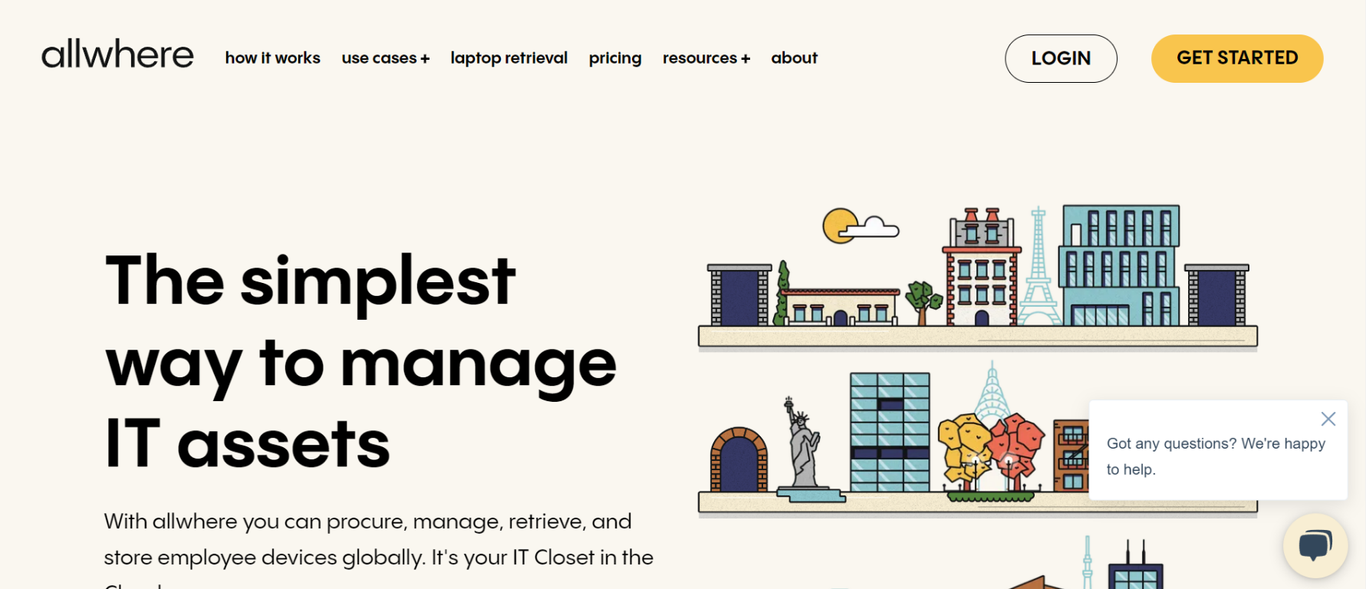 allwhere
how it works use cases + laptop retrieval pricing resources + about
LOGIN
GET STARTED
The simplest
way to manage
IT assets
With allwhere you can procure, manage, retrieve, and
store employee devices globally. It's your IT Closet in the
Got any questions? We're happy
to help.